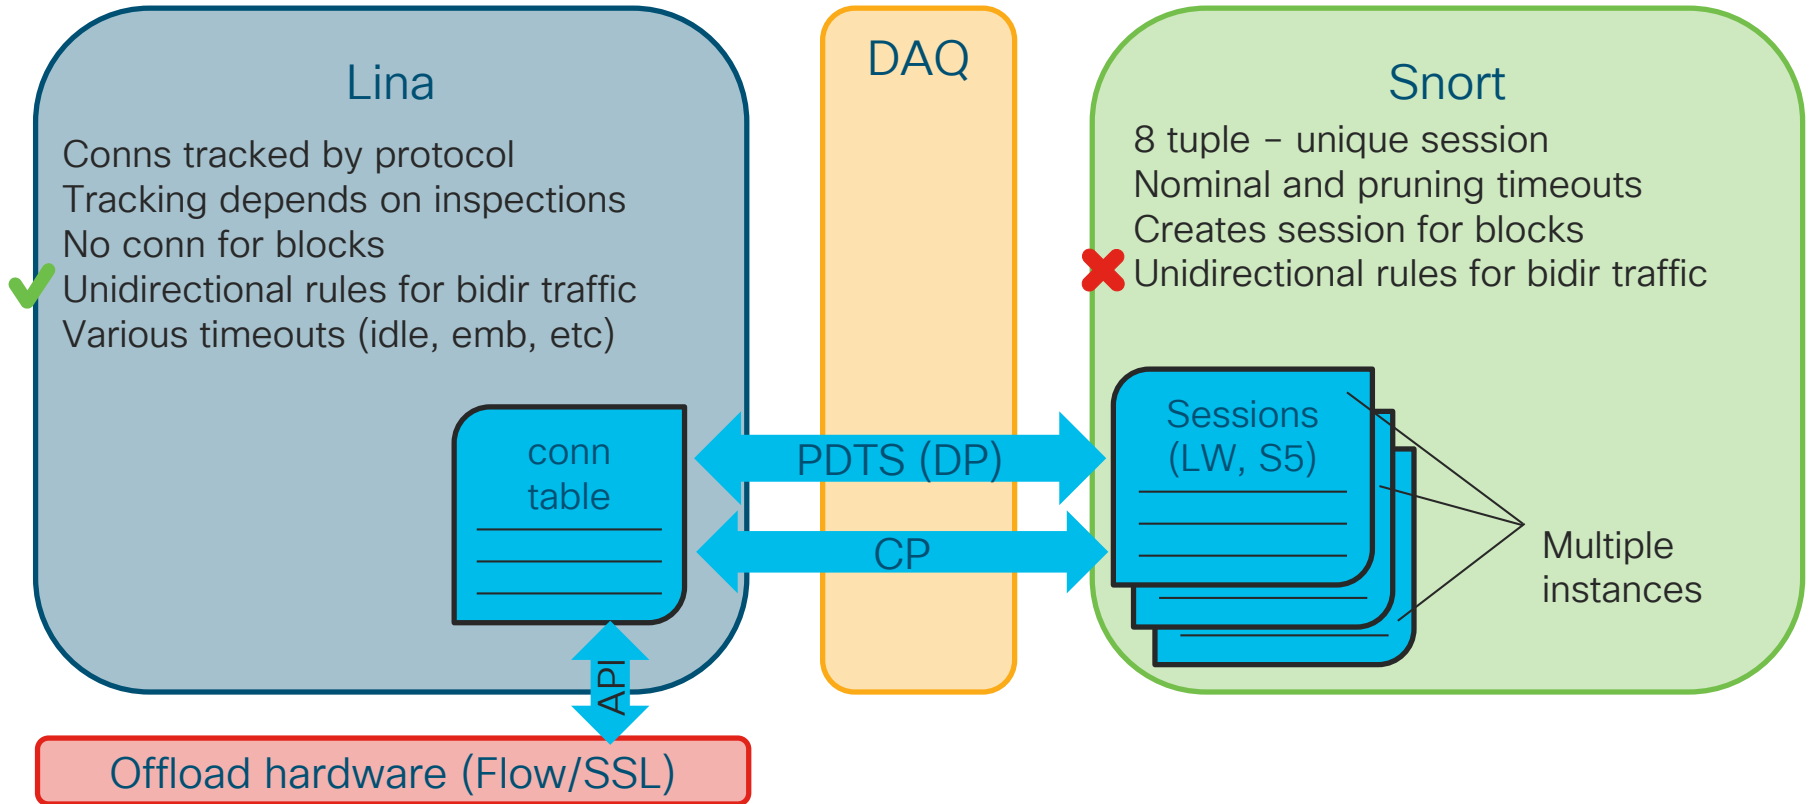 Lina
Conns tracked by protocol
Tracking depends on inspections
No conn for blocks
Unidirectional rules for bidir traffic
Various timeouts (idle, emb, etc)
conn
table
API
Offload hardware (Flow/SSL)
DAQ
PDTS (DP)
CP
Snort
8 tuple – unique session
Nominal and pruning timeouts
Creates session for blocks
Unidirectional rules for bidir traffic
Sessions
(LW, S5)
Multiple
instances